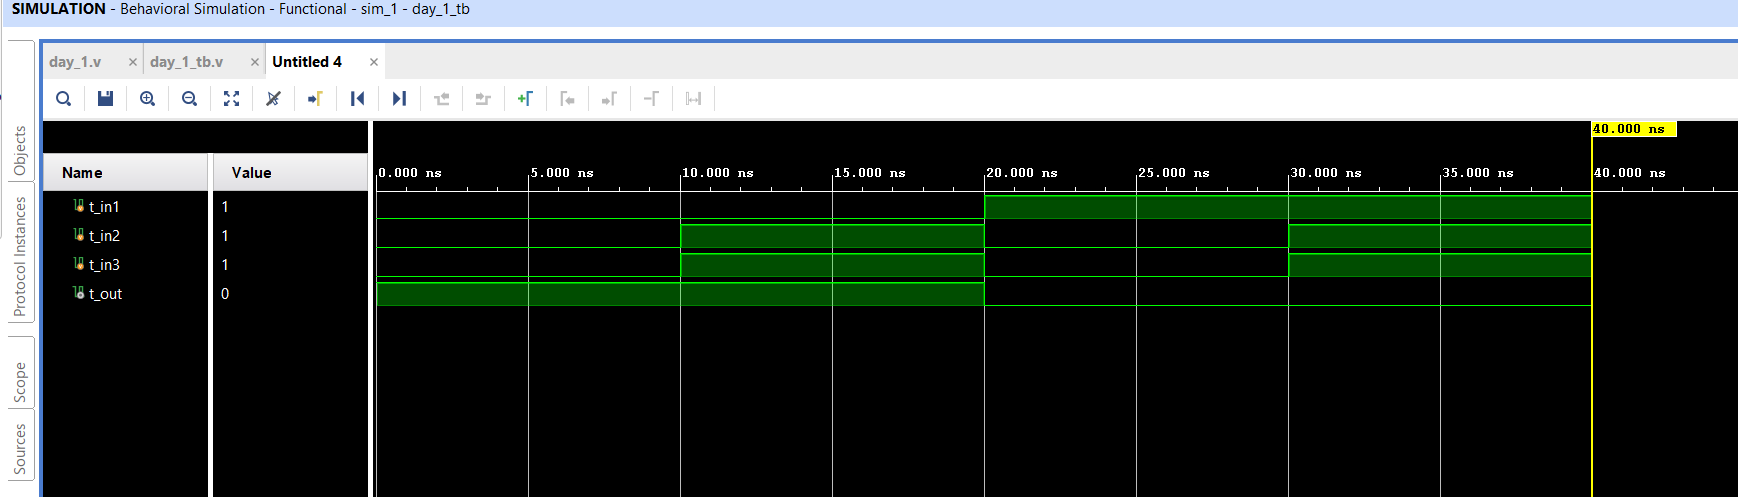 SIMULATION - Behavioral Simulation - Functional - sim_1 - day_1_tb
day_1.v × day_1_tb.v × Untitled 4 ×
Objects
Protocol Instances
Scope
Sources
40.000 ns
Name Value
0.000 ns 5.000 ns 10.000 ns 15.000 ns 20.000 ns 25.000 ns 30.000 ns 35.000 ns 40.000 ns
t_in1 1
t_in2 1
t_in3 1
t_out 0